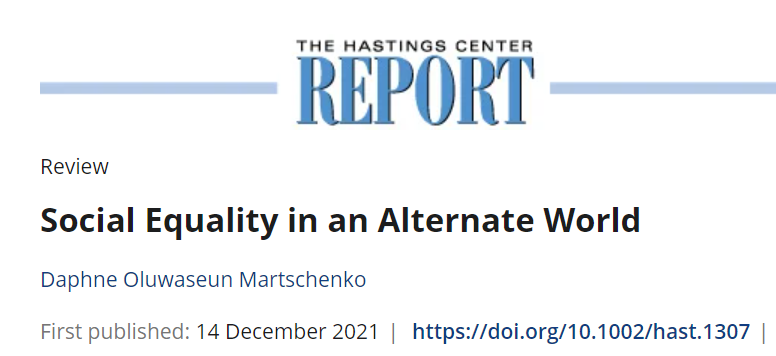 THE HASTINGS CENTER
REPORT
Review
Social Equality in an Alternate World
Daphne Oluwaseun Martschenko
First published: 14 December 2021 | https://doi.org/10.1002/hast.1307 |